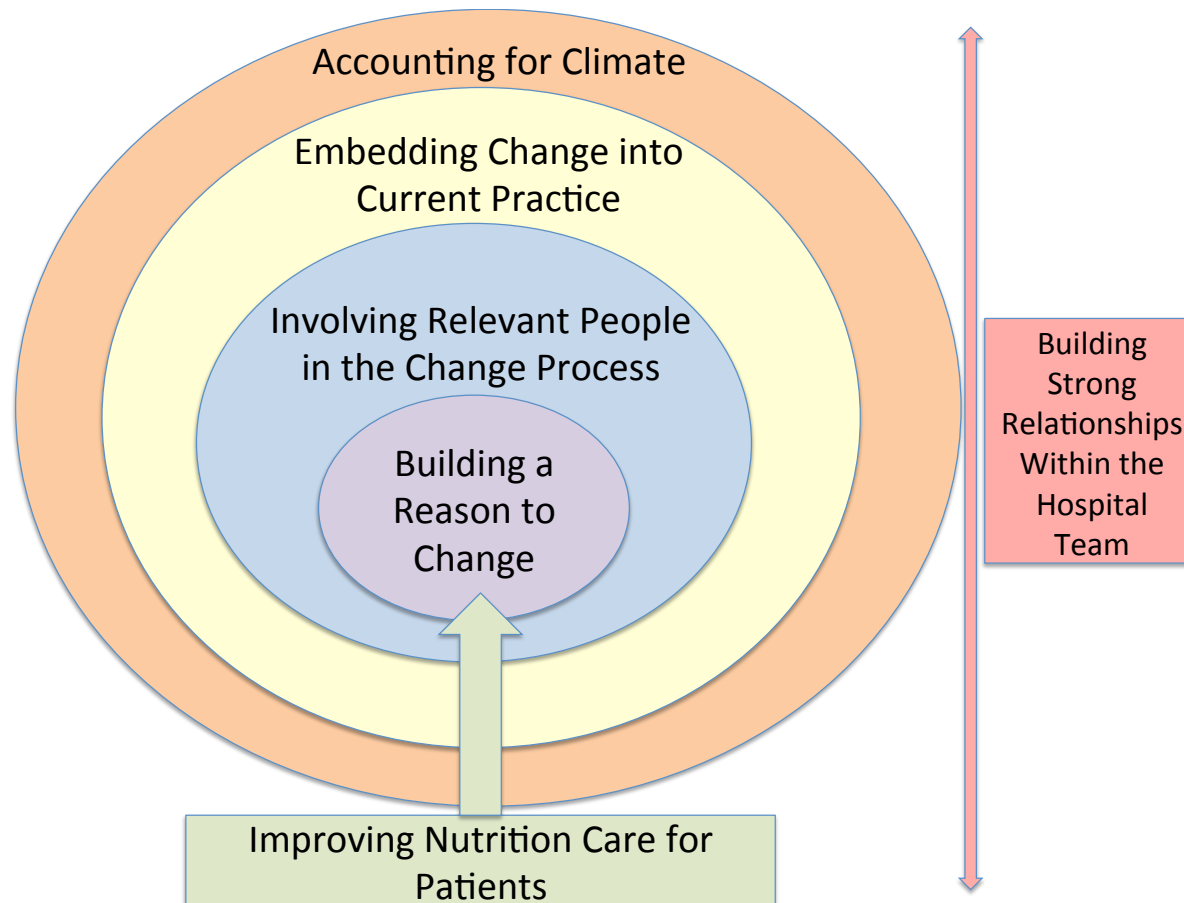 Accounting for Climate
Embedding Change into
Current Practice
Involving Relevant People
in the Change Process
Building a
Reason to
Change
Building
Strong
Relationships
Within the
Hospital
Team
Improving Nutrition Care for
Patients